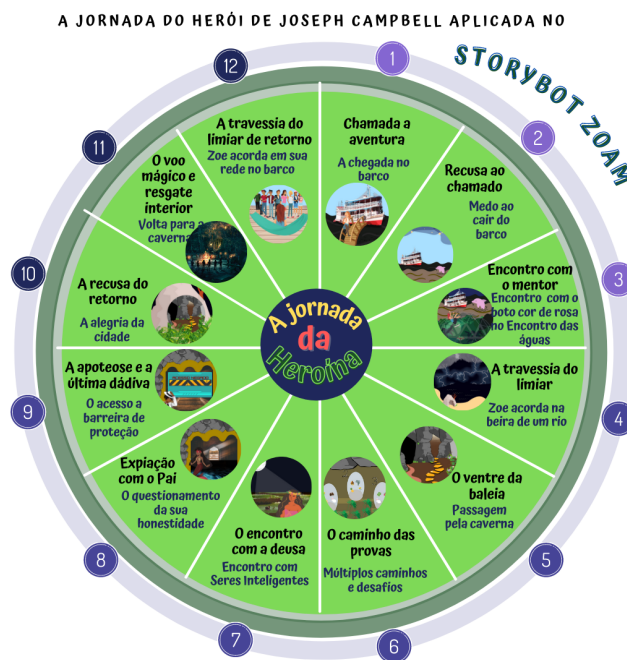 A JORNADA DO HERÓI DE JOSEPH CAMPBELL APLICADA NO
STORYBOT ZOAM
1
Chamada a
aventura
A chegada no
barco
2
Recusa ao
chamado
Medo ao
cair do
barco
3
Encontro com
o mentor
Encontro com o
boto cor de rosa
no Encontro das
águas
4
A travessia do
limiar
Zoe acorda na
beira de um rio
5
O ventre da
baleia
Passagem
pela caverna
6
O caminho das
provas
Múltiplos caminhos
e desafios
7
O encontro
com a deusa
Encontro com
Seres Inteligentes
8
Expiação
com o Pai
O questionamento
da sua
honestidade
9
A apoteose e a
última dádiva
O acesso a
barreira de
proteção
10
A recusa do
retorno
A alegria da
cidade
11
O voo
mágico e
resgate
interior
Volta para a
caverna
12
A travessia do
limiar de retorno
Zoe acorda em sua
rede no barco
A jornada
da
Heroína